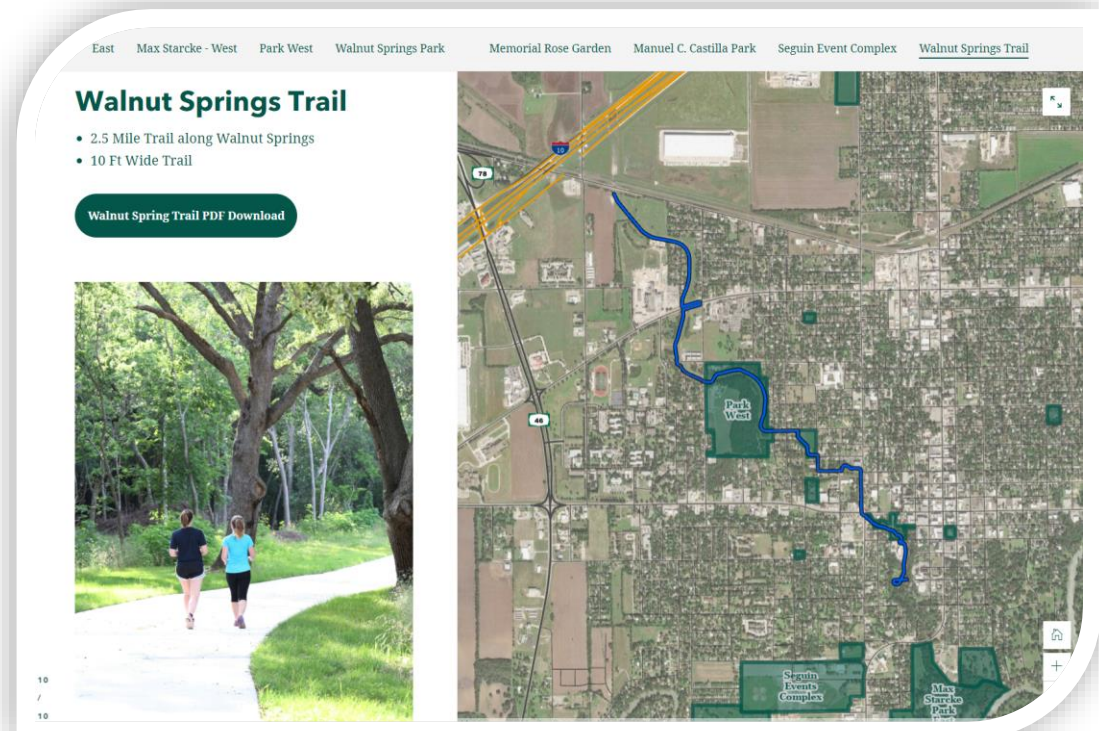 East Max Starcke - West Park West Walnut Springs Park Memorial Rose Garden Manuel C. Castilla Park Seguin Event Complex Walnut Springs Trail
Walnut Springs Trail
• 2.5 Mile Trail along Walnut Springs
• 10 Ft Wide Trail
Walnut Spring Trail PDF Download
10
/
10
10
78
46
Park
West
Seguin
Events
Complex
Max
Starcke
Park